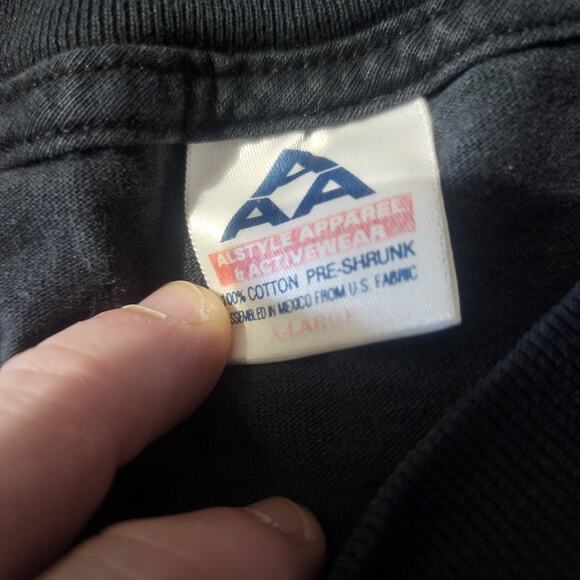 AAA
ALSTYLE APPAREL
& ACTIVEWEAR
100% COTTON PRE-SHRUNK
ASSEMBLED IN MEXICO FROM U.S. FABRIC
X-LARGE